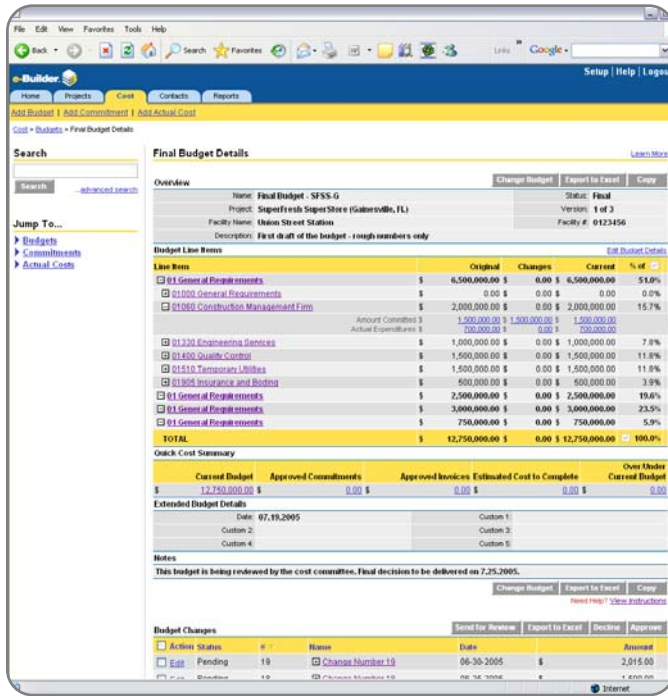 File Edit View Favorites Tools Help
Back Search Favorites Links Google
e-Builder
Setup | Help | Logou
Home Projects Cost Contacts Reports
Add Budget | Add Commitment | Add Actual Cost
Cost > Budgets > Final Budget Details
Search
Search
...advanced search
Jump To...
Budgets
Commitments
Actual Costs
Final Budget Details
Learn More
Overview Change Budget Export to Excel Copy
Name: Final Budget - SFSS-G Status: Final
Project: SuperFresh SuperStore (Gainesville, FL) Version: 1 of 3
Facility Name: Union Street Station Facility #: 0123456
Description: First draft of the budget - rough numbers only
Budget Line Items Edit Budget Details
Line Item Original Changes Current % of
01 General Requirements $ 6,500,000.00 $ 0.00 $ 6,500,000.00 51.0%
01000 General Requirements $ 0.00 $ 0.00 $ 0.00 0.0%
01060 Construction Management Firm $ 2,000,000.00 $ 0.00 $ 2,000,000.00 15.7%
Amount Committed $ 1,500,000.00 $ 1,500,000.00 $ 1,500,000.00
Actual Expenditures $ 700,000.00 $ 0.00 $ 700,000.00
01330 Engineering Services $ 1,000,000.00 $ 0.00 $ 1,000,000.00 7.8%
01400 Quality Control $ 1,500,000.00 $ 0.00 $ 1,500,000.00 11.8%
01510 Temporary Utilities $ 1,500,000.00 $ 0.00 $ 1,500,000.00 11.8%
01905 Insurance and Boding $ 500,000.00 $ 0.00 $ 500,000.00 3.9%
01 General Requirements $ 2,500,000.00 $ 0.00 $ 2,500,000.00 19.6%
01 General Requirements $ 3,000,000.00 $ 0.00 $ 3,000,000.00 23.5%
01 General Requirements $ 750,000.00 $ 0.00 $ 750,000.00 5.9%
TOTAL $ 12,750,000.00 $ 0.00 $ 12,750,000.00 100.0%
Quick Cost Summary
Current Budget Approved Commitments Approved Invoices Estimated Cost to Complete Over/Under Current Budget
$ 12,750,000.00 $ 0.00 $ 0.00 $ 0.00 $ 0.00
Extended Budget Details
Date: 07.19.2005 Custom 1:
Custom 2: Custom 3:
Custom 4: Custom 5:
Notes
This budget is being reviewed by the cost committee. Final decision to be delivered on 7.25.2005.
Change Budget Export to Excel Copy
Need Help? View Instructions
Budget Changes Send for Review Export to Excel Decline Approve
Action Status # Name Date Amount
Edit Pending 19 Change Number 19 06-30-2005 $ 2,015.00
Internet